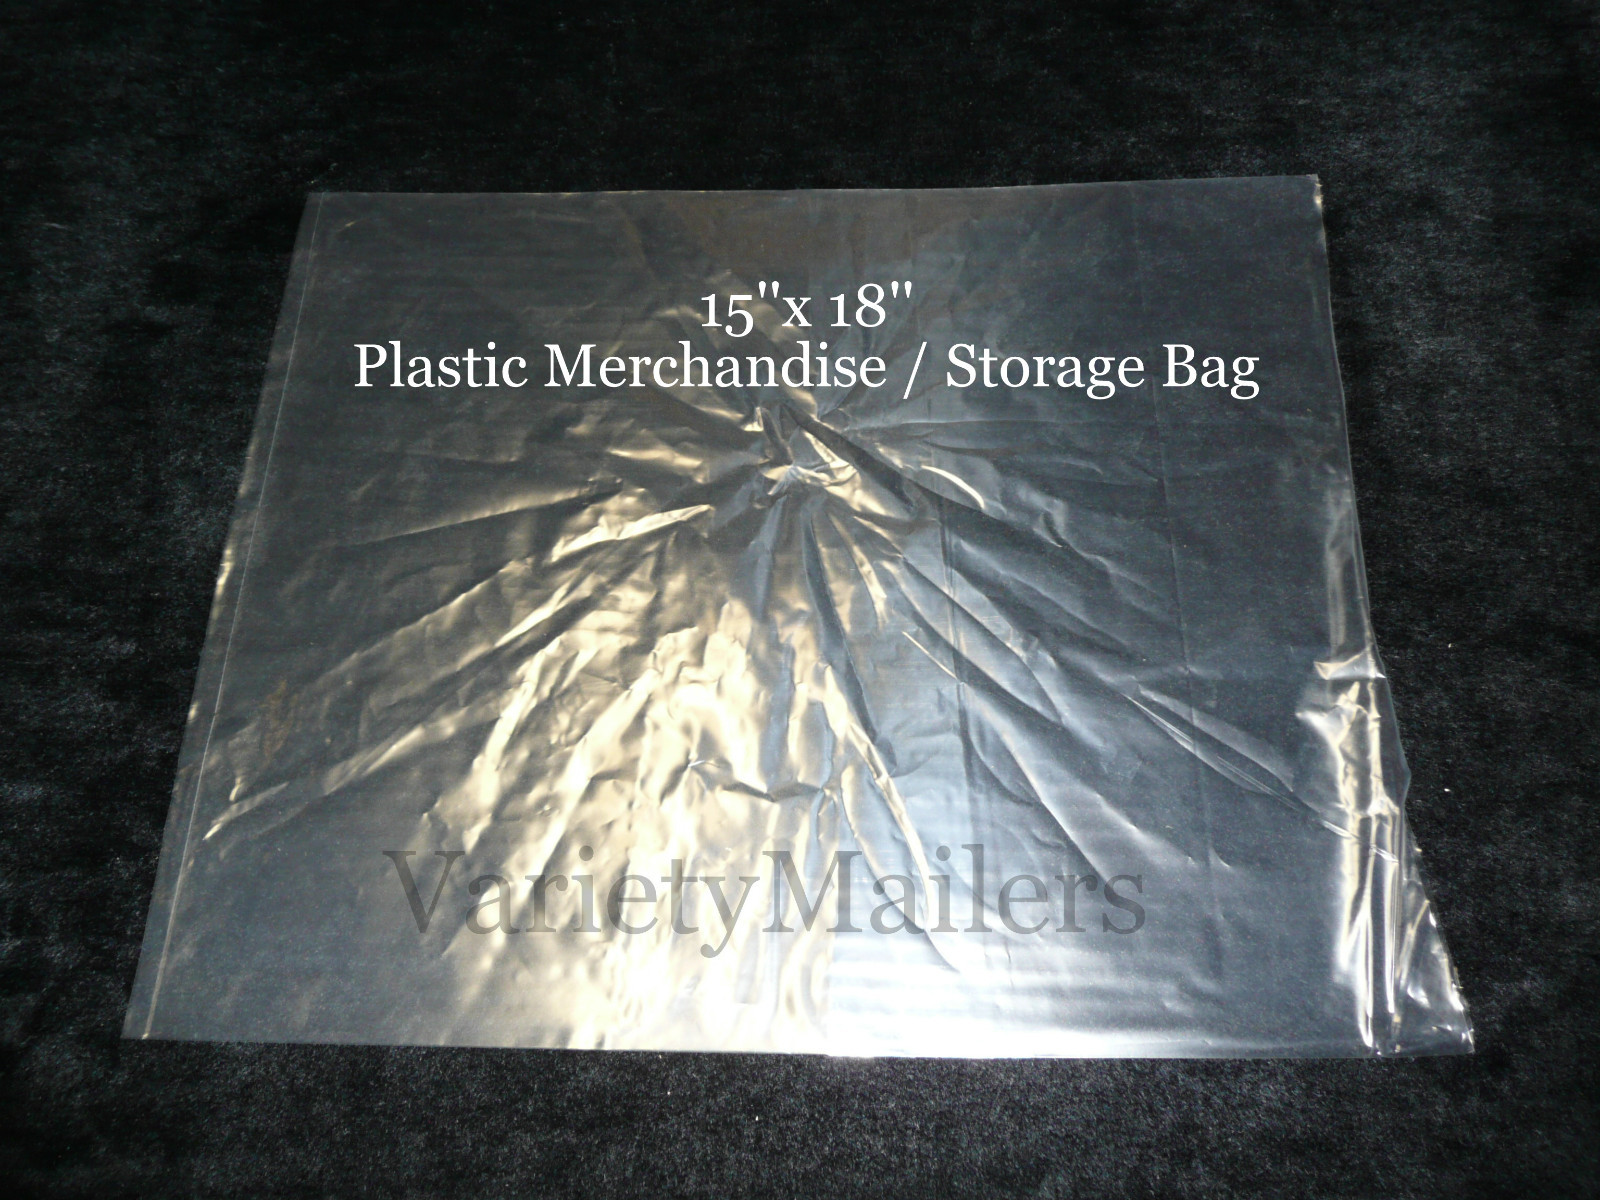 15"x 18"
Plastic Merchandise / Storage Bag
VarietyMailers